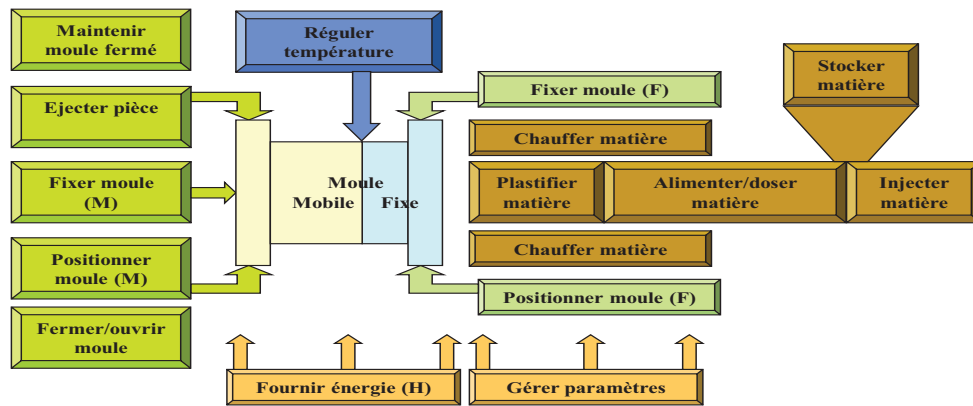 Maintenir
moule fermé
Ejecter pièce
Fixer moule
(M)
Positionner
moule (M)
Fermer/ouvrir
moule
Réguler
température
Moule
Mobile
Fixe
Fixer moule (F)
Chauffer matière
Plastifier
matière
Alimenter/doser
matière
Injecter
matière
Stocker
matière
Chauffer matière
Positionner moule (F)
Fournir énergie (H)
Gérer paramètres